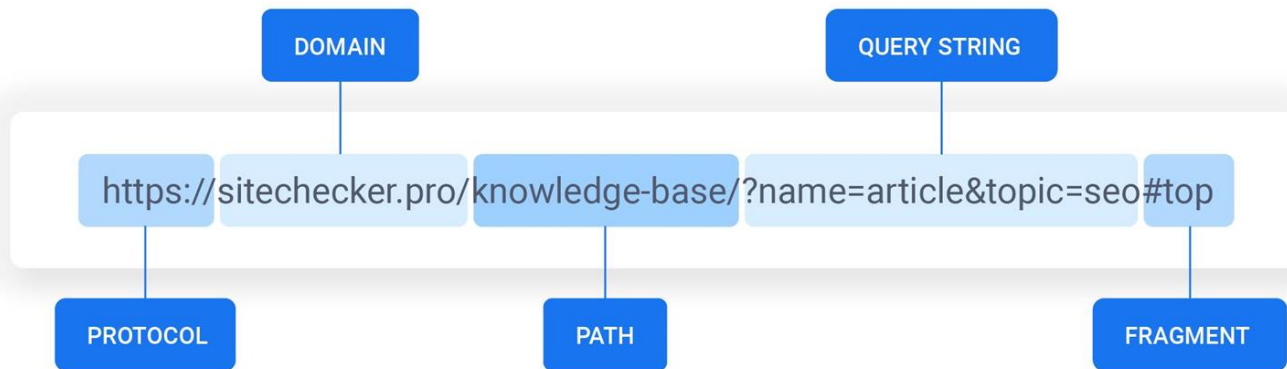 DOMAIN
QUERY STRING
https://sitechecker.pro/knowledge-base/?name=article&topic=seo#top
PROTOCOL
PATH
FRAGMENT